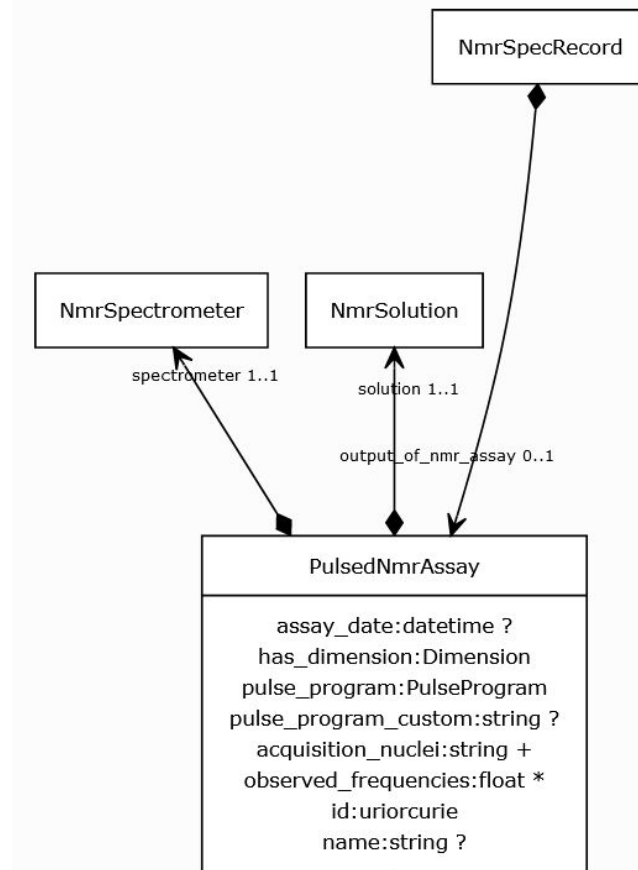 NmrSpecRecord
NmrSpectrometer
NmrSolution
spectrometer 1..1
solution 1..1
output_of_nmr_assay 0..1
PulsedNmrAssay
assay_date:datetime ?
has_dimension:Dimension
pulse_program:PulseProgram
pulse_program_custom:string ?
acquisition_nuclei:string +
observed_frequencies:float *
id:uriorcurie
name:string ?